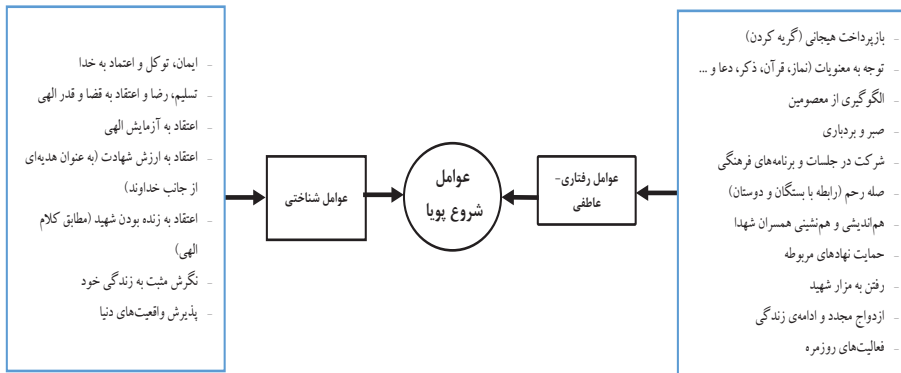 - بازپرداخت هیجانی (گریه کردن)
- توجه به معنویات (نماز، قرآن، ذکر، دعا و ...
- الگوگیری از معصومین
- صبر و بردباری
- شرکت در جلسات و برنامه‌های فرهنگی
- صله رحم (رابطه با بستگان و دوستان)
- هم‌اندیشی و هم‌نشینی همسران شهدا
- حمایت نهادهای مربوطه
- رفتن به مزار شهید
- ازدواج مجدد و ادامه‌ی زندگی
- فعالیت‌های روزمره
عوامل رفتاری-
عاطفی
عوامل
شروع پویا
عوامل شناختی
- ایمان، توکل و اعتماد به خدا
- تسلیم، رضا و اعتقاد به قضا و قدر الهی
- اعتقاد به آزمایش الهی
- اعتقاد به ارزش شهادت (به عنوان هدیه‌ای
از جانب خداوند)
- اعتقاد به زنده بودن شهید (مطابق کلام
الهی)
- نگرش مثبت به زندگی خود
- پذیرش واقعیت‌های دنیا